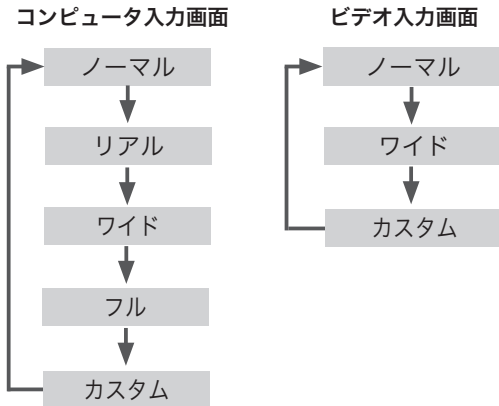 コンピュータ入力画面
ノーマル
リアル
ワイド
フル
カスタム
ビデオ入力画面
ノーマル
ワイド
カスタム